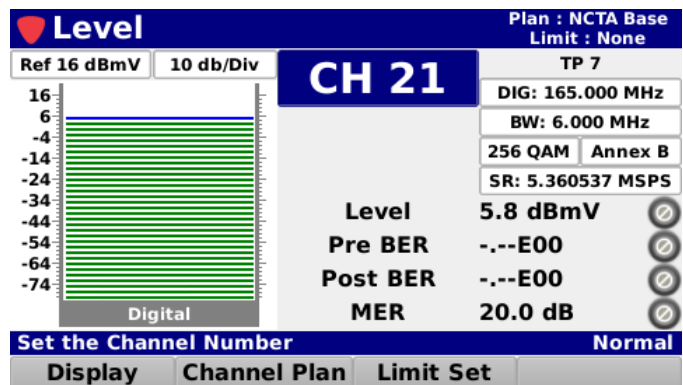 Level
Plan : NCTA Base
Limit : None
Ref 16 dBmV
10 db/Div
CH 21
TP 7
DIG: 165.000 MHz
BW: 6.000 MHz
256 QAM
Annex B
SR: 5.360537 MSPS
16
6
-4
-14
-24
-34
-44
-54
-64
-74
Digital
Level 5.8 dBmV
Pre BER -.--E00
Post BER -.--E00
MER 20.0 dB
Set the Channel Number
Normal
Display
Channel Plan
Limit Set